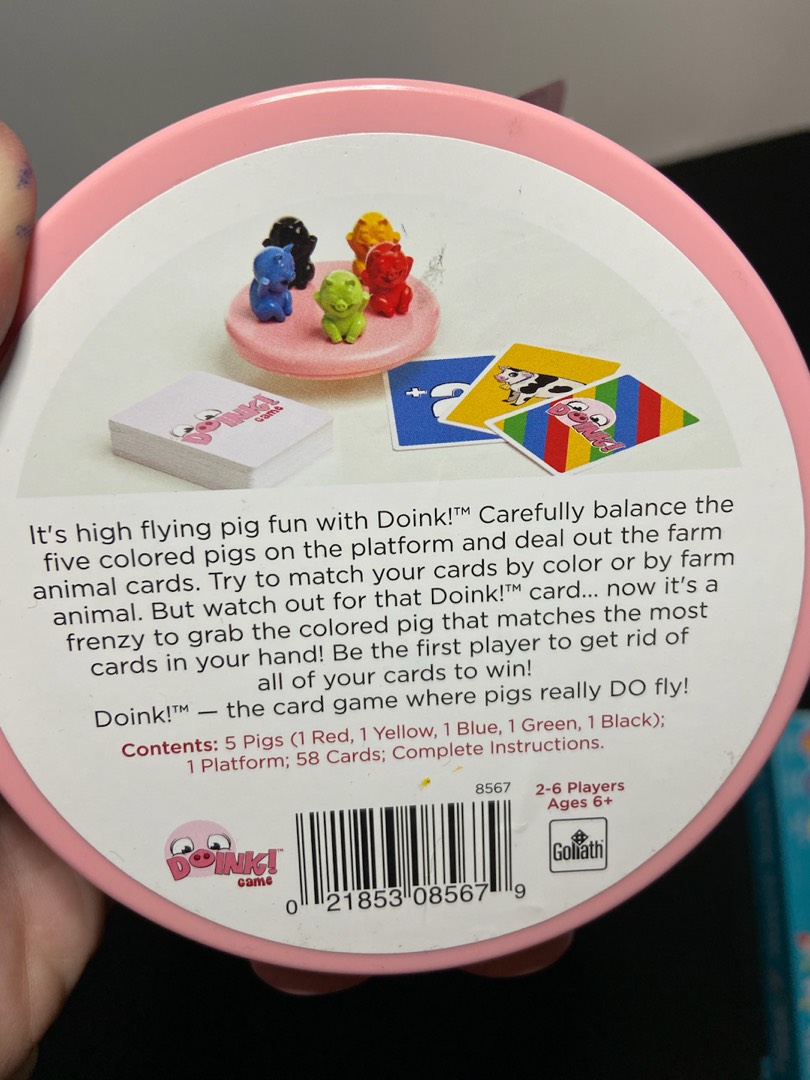 DOINK!
game
+2
DOINK!
It's high flying pig fun with Doink!™ Carefully balance the
five colored pigs on the platform and deal out the farm
animal cards. Try to match your cards by color or by farm
animal. But watch out for that Doink!™ card... now it's a
frenzy to grab the colored pig that matches the most
cards in your hand! Be the first player to get rid of
all of your cards to win!
Doink!™ — the card game where pigs really DO fly!
Contents: 5 Pigs (1 Red, 1 Yellow, 1 Blue, 1 Green, 1 Black);
1 Platform; 58 Cards; Complete Instructions.
8567
2-6 Players
Ages 6+
DOINK!™
game
Goliath
0 21853 08567 9